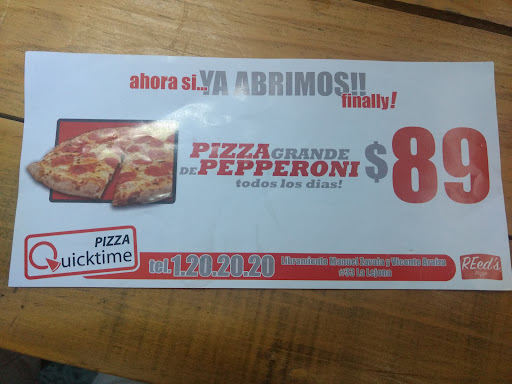 ahora si... YA ABRIMOS!!
finally!
PIZZA GRANDE
DE PEPPERONI $89
todos los dias!
PIZZA
Quicktime
tel. 1.20.20.20
Libramiento Manuel Zavala y Vicente Araiza
#33 La Lejona
REed's